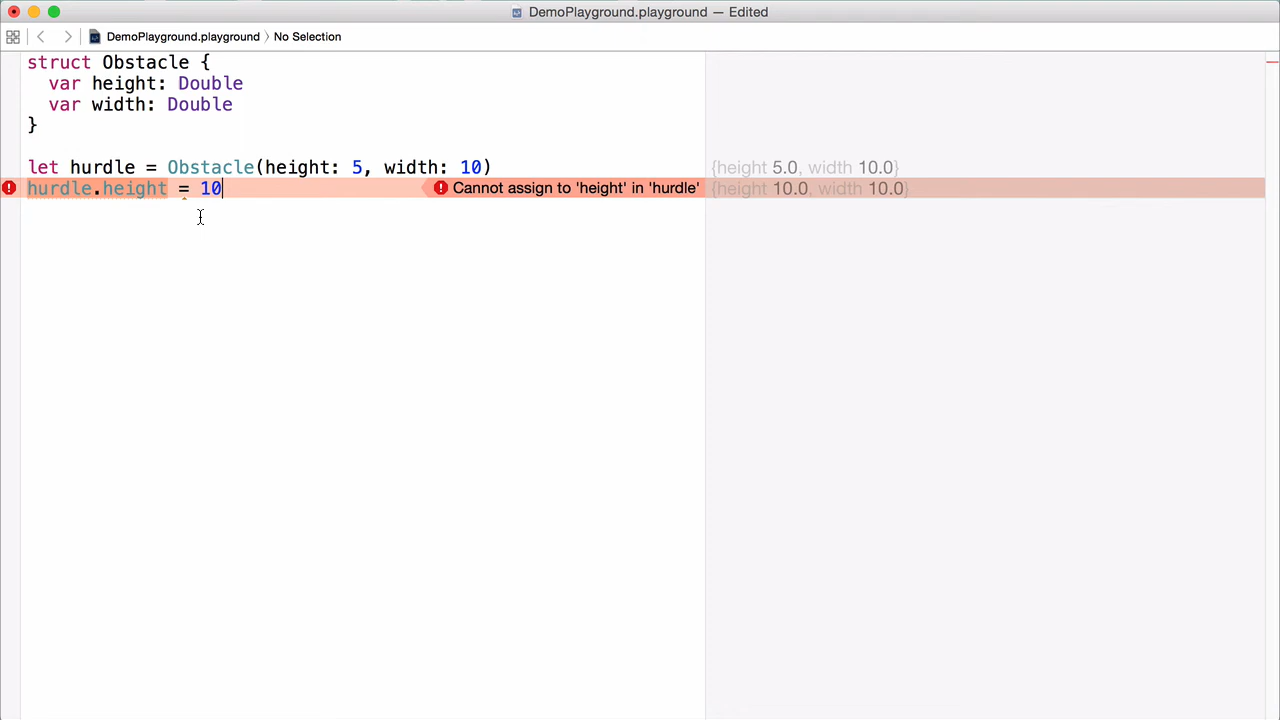 DemoPlayground.playground — Edited
DemoPlayground.playground 〉 No Selection
struct Obstacle {
  var height: Double
  var width: Double
}
let hurdle = Obstacle(height: 5, width: 10) {height 5.0, width 10.0}
hurdle.height = 10 Cannot assign to 'height' in 'hurdle' {height 10.0, width 10.0}